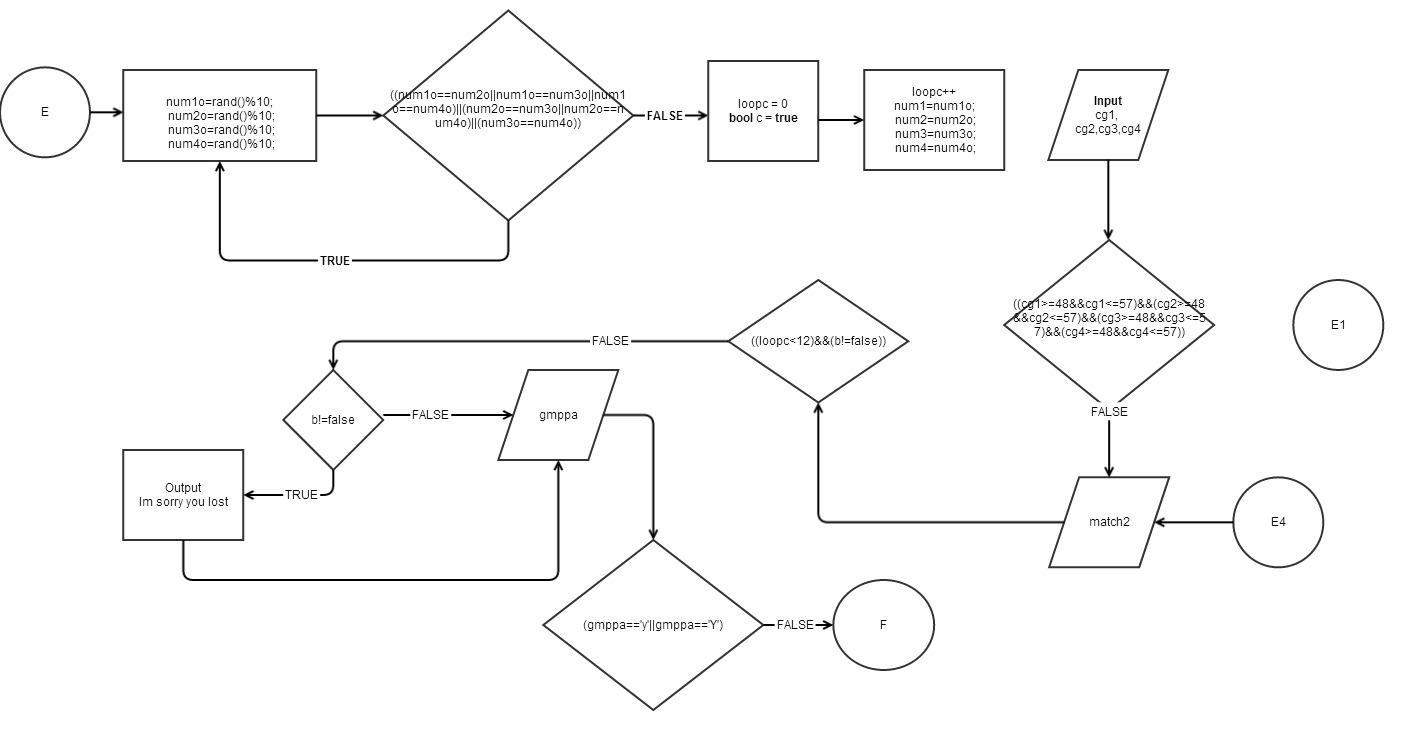 E
num1o=rand()%10;
num2o=rand()%10;
num3o=rand()%10;
num4o=rand()%10;
((num1o==num2o||num1o==num3o||num1
o==num4o)||(num2o==num3o||num2o==n
um4o)||(num3o==num4o))
FALSE
TRUE
loopc = 0
bool c = true
loopc++
num1=num1o;
num2=num2o;
num3=num3o;
num4=num4o;
Input
cg1,
cg2,cg3,cg4
((cg1>=48&&cg1<=57)&&(cg2>=48
&&cg2<=57)&&(cg3>=48&&cg3<=5
7)&&(cg4>=48&&cg4<=57))
E1
FALSE
((loopc<12)&&(b!=false))
FALSE
b!=false
FALSE
gmppa
TRUE
Output
Im sorry you lost
match2
E4
(gmppa=='y'||gmppa=='Y')
FALSE
F